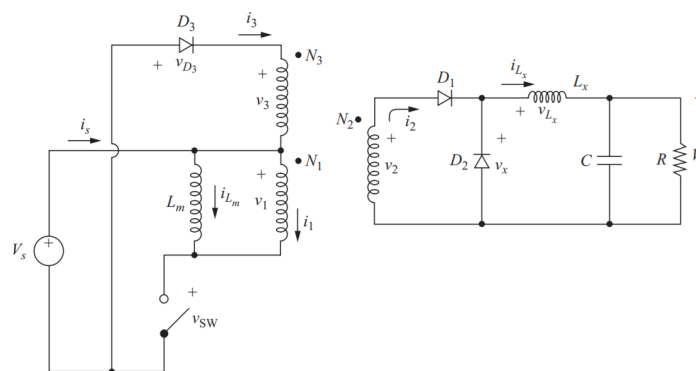 D3
i3
N3
+
vD3
+
v3
is
N1
+
v1
Lm
iLm
i1
+
Vs
+
vSW
iLx
Lx
D1
+
vLx
N2
i2
+
v2
D2
+
vx
C
R